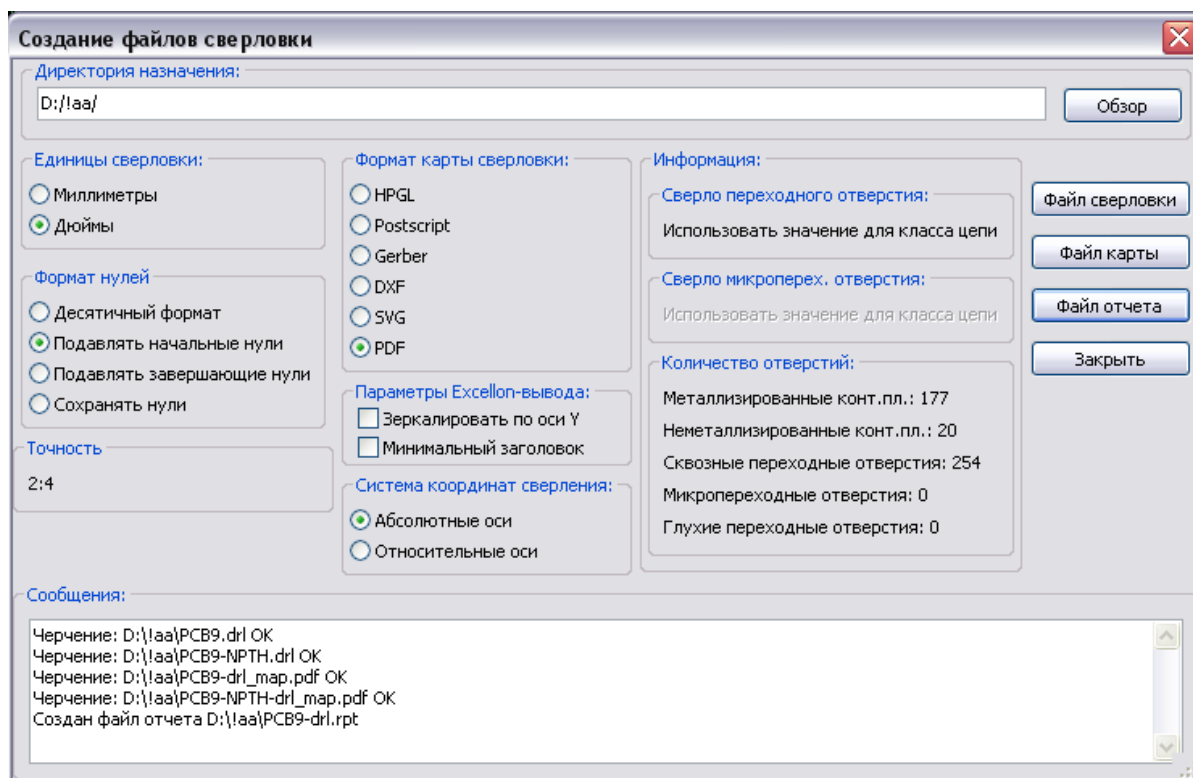 Создание файлов сверловки
Директория назначения:
D:/!aa/
Обзор
Единицы сверловки:
Миллиметры
Дюймы
Формат нулей
Десятичный формат
Подавлять начальные нули
Подавлять завершающие нули
Сохранять нули
Точность
2:4
Формат карты сверловки:
HPGL
Postscript
Gerber
DXF
SVG
PDF
Параметры Excellon-вывода:
Зеркалировать по оси Y
Минимальный заголовок
Система координат сверления:
Абсолютные оси
Относительные оси
Информация:
Сверло переходного отверстия:
Использовать значение для класса цепи
Сверло микроперех. отверстия:
Использовать значение для класса цепи
Количество отверстий:
Металлизированные конт.пл.: 177
Неметаллизированные конт.пл.: 20
Сквозные переходные отверстия: 254
Микропереходные отверстия: 0
Глухие переходные отверстия: 0
Файл сверловки
Файл карты
Файл отчета
Закрыть
Сообщения:
Черчение: D:\!aa\PCB9.drl OK
Черчение: D:\!aa\PCB9-NPTH.drl OK
Черчение: D:\!aa\PCB9-drl_map.pdf OK
Черчение: D:\!aa\PCB9-NPTH-drl_map.pdf OK
Создан файл отчета D:\!aa\PCB9-drl.rpt